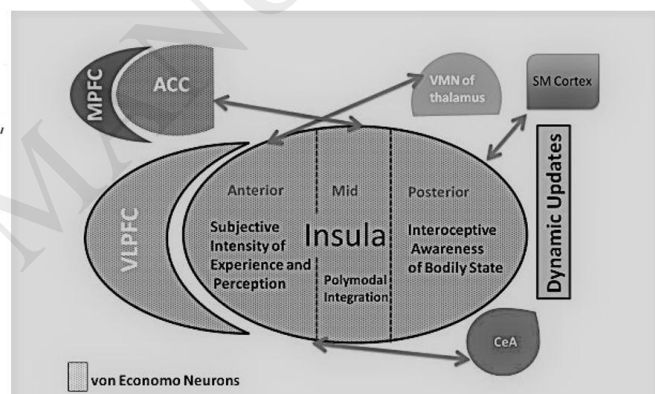 MPFC
ACC
VMN of
thalamus
SM Cortex
VLPFC
Anterior
Mid
Posterior
Subjective
Intensity of
Experience and
Perception
Insula
Polymodal
Integration
Interoceptive
Awareness
of Bodily State
Dynamic Updates
CeA
von Economo Neurons